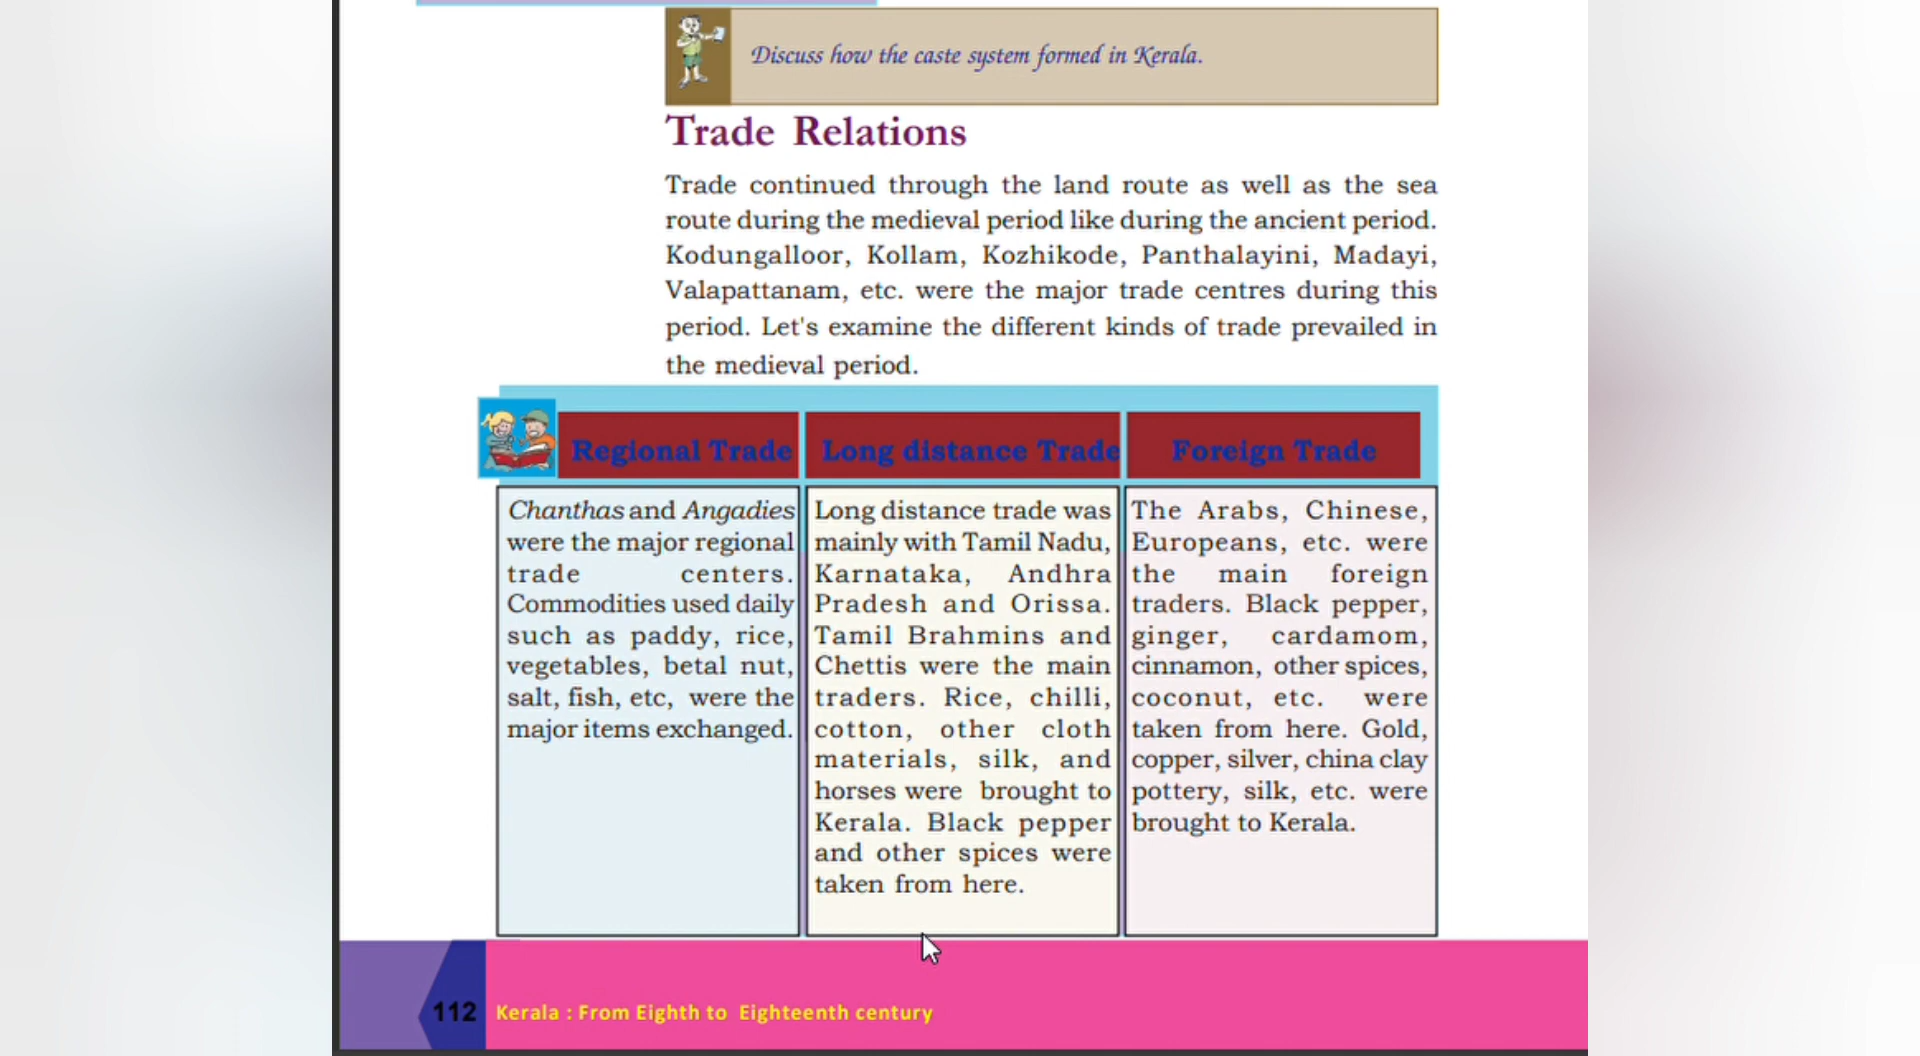 Discuss how the caste system formed in Kerala.
Trade Relations
Trade continued through the land route as well as the sea
route during the medieval period like during the ancient period.
Kodungalloor, Kollam, Kozhikode, Panthalayini, Madayi,
Valapattanam, etc. were the major trade centres during this
period. Let's examine the different kinds of trade prevailed in
the medieval period.
Regional Trade
Chanthas and Angadies
were the major regional
trade centers.
Commodities used daily
such as paddy, rice,
vegetables, betal nut,
salt, fish, etc, were the
major items exchanged.
Long distance Trade
Long distance trade was
mainly with Tamil Nadu,
Karnataka, Andhra
Pradesh and Orissa.
Tamil Brahmins and
Chettis were the main
traders. Rice, chilli,
cotton, other cloth
materials, silk, and
horses were brought to
Kerala. Black pepper
and other spices were
taken from here.
Foreign Trade
The Arabs, Chinese,
Europeans, etc. were
the main foreign
traders. Black pepper,
ginger, cardamom,
cinnamon, other spices,
coconut, etc. were
taken from here. Gold,
copper, silver, china clay
pottery, silk, etc. were
brought to Kerala.
112 Kerala : From Eighth to Eighteenth century